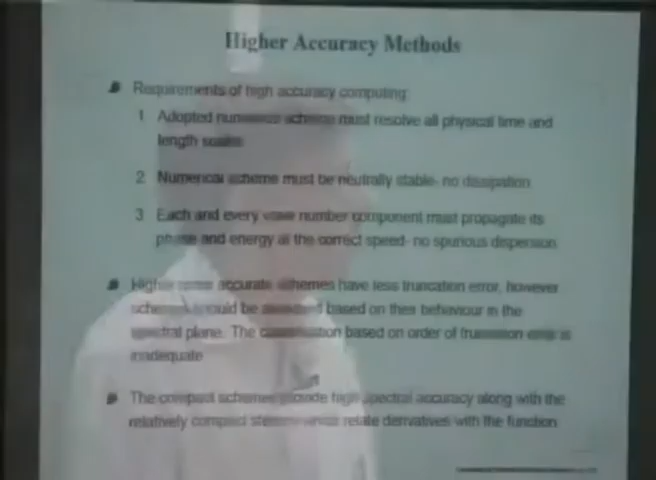 Higher Accuracy Methods
Requirements of high accuracy computing:
1. Adopted numerical scheme must resolve all physical time and
length scales
2. Numerical scheme must be neutrally stable- no dissipation
3. Each and every wave number component must propagate its
phase and energy at the correct speed- no spurious dispersion
Higher order accurate schemes have less truncation error, however
schemes should be assessed based on their behaviour in the
spectral plane. The classification based on order of truncation error is
inadequate
The compact schemes provide high spectral accuracy along with the
relatively compact relate derivatives with the function